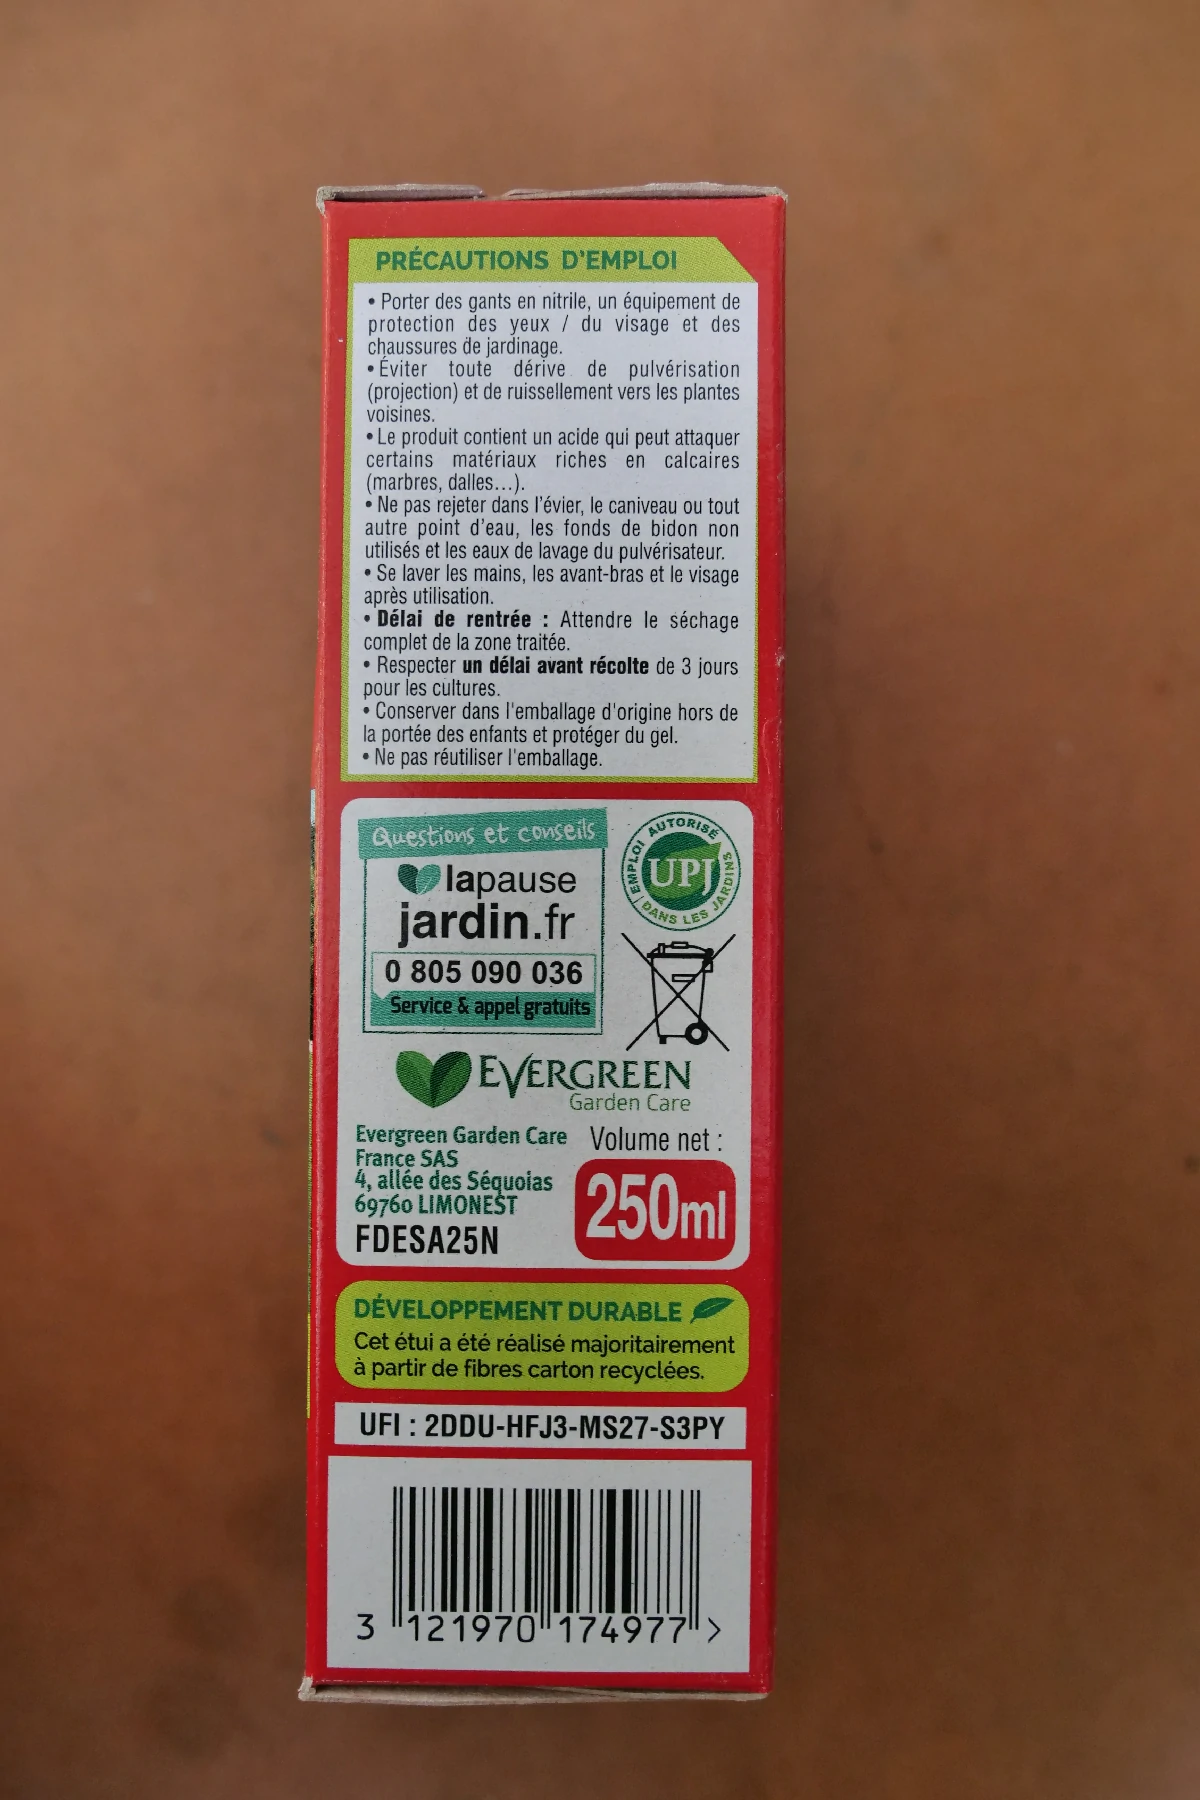 PRÉCAUTIONS D'EMPLOI
• Porter des gants en nitrile, un équipement de
protection des yeux / du visage et des
chaussures de jardinage.
• Éviter toute dérive de pulvérisation
(projection) et de ruissellement vers les plantes
voisines.
• Le produit contient un acide qui peut attaquer
certains matériaux riches en calcaires
(marbres, dalles...).
• Ne pas rejeter dans l'évier, le caniveau ou tout
autre point d'eau, les fonds de bidon non
utilisés et les eaux de lavage du pulvérisateur.
• Se laver les mains, les avant-bras et le visage
après utilisation.
• Délai de rentrée : Attendre le séchage
complet de la zone traitée.
• Respecter un délai avant récolte de 3 jours
pour les cultures.
• Conserver dans l'emballage d'origine hors de
la portée des enfants et protéger du gel.
• Ne pas réutiliser l'emballage.
Questions et conseils
lapause
jardin.fr
0 805 090 036
Service & appel gratuits
EMPLOI AUTORISÉ
UPJ
DANS LES JARDINS
EVERGREEN
Garden Care
Evergreen Garden Care
France SAS
4, allée des Séquoias
69760 LIMONEST
FDESA25N
Volume net :
250ml
DÉVELOPPEMENT DURABLE
Cet étui a été réalisé majoritairement
à partir de fibres carton recyclées.
UFI : 2DDU-HFJ3-MS27-S3PY
3 121970 174977 >